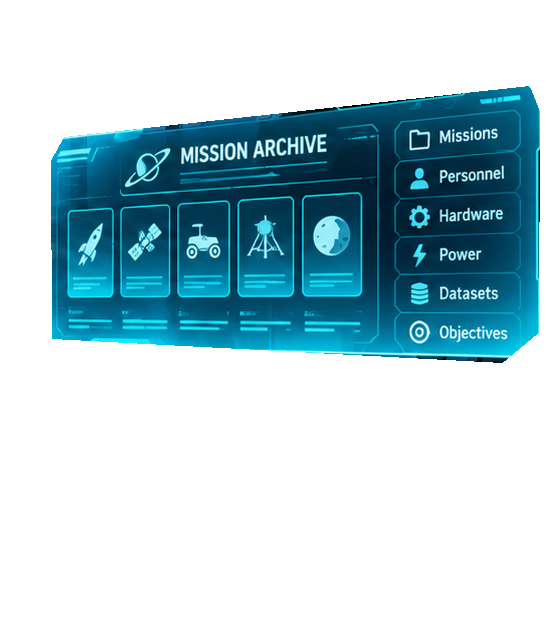 MISSION ARCHIVE
Missions
Personnel
Hardware
Power
Datasets
Objectives